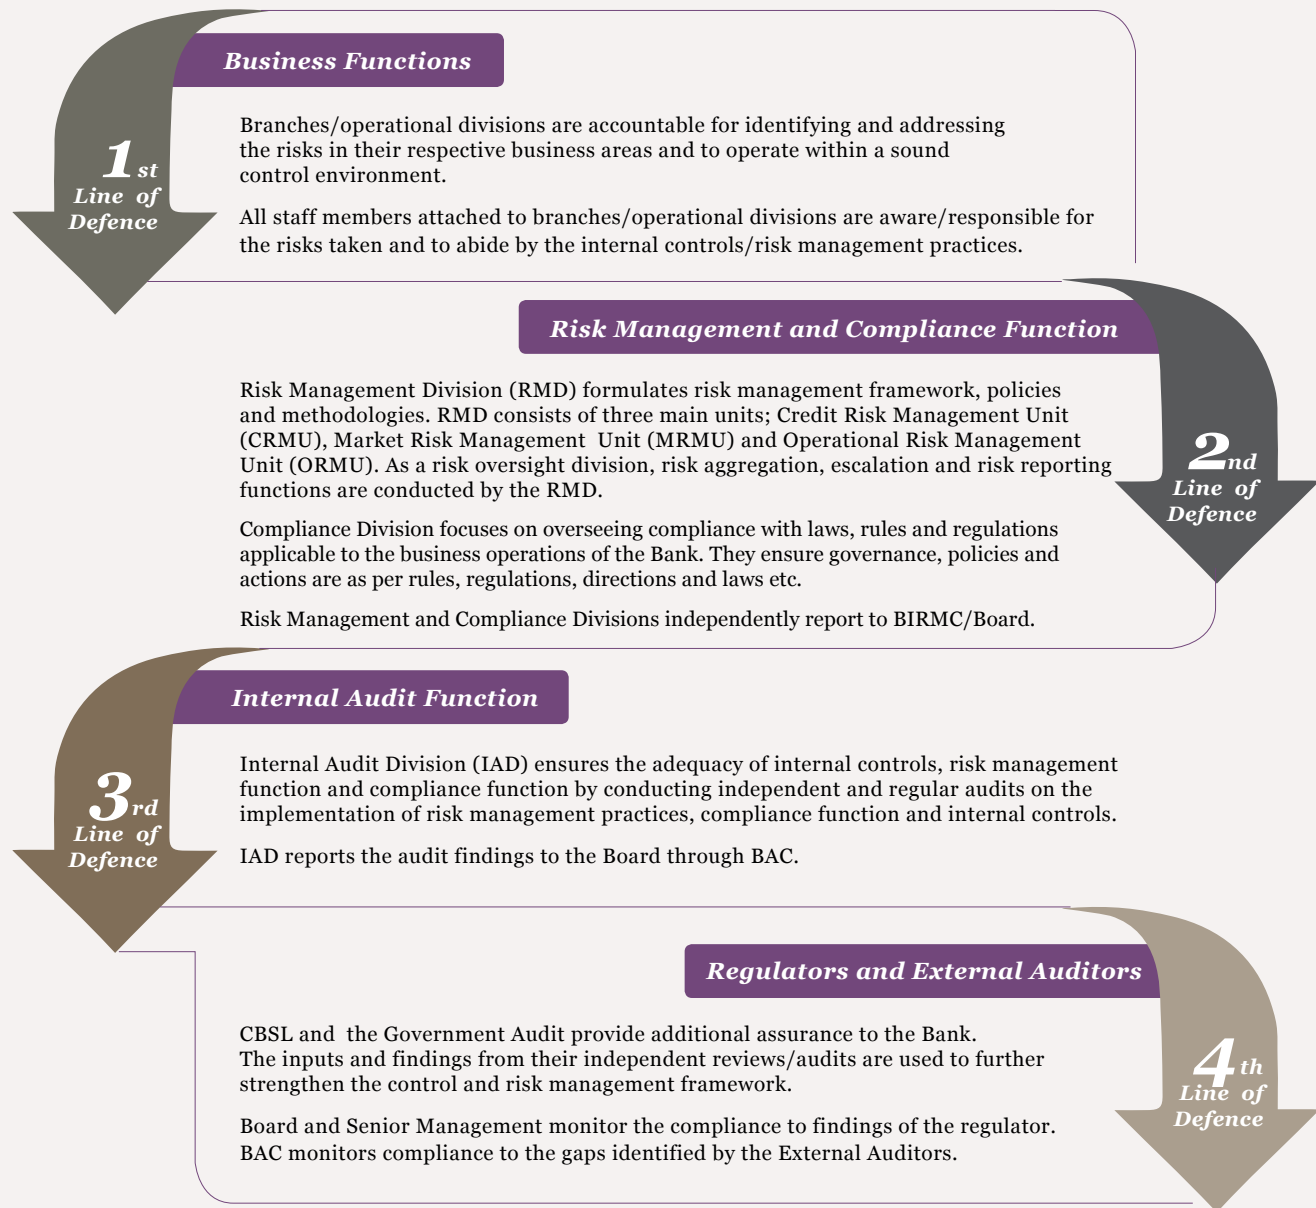 Business Functions
1st
Line of
Defence
Branches/operational divisions are accountable for identifying and addressing
the risks in their respective business areas and to operate within a sound
control environment.
All staff members attached to branches/operational divisions are aware/responsible for
the risks taken and to abide by the internal controls/risk management practices.
Risk Management and Compliance Function
2nd
Line of
Defence
Risk Management Division (RMD) formulates risk management framework, policies
and methodologies. RMD consists of three main units; Credit Risk Management Unit
(CRMU), Market Risk Management Unit (MRMU) and Operational Risk Management
Unit (ORMU). As a risk oversight division, risk aggregation, escalation and risk reporting
functions are conducted by the RMD.
Compliance Division focuses on overseeing compliance with laws, rules and regulations
applicable to the business operations of the Bank. They ensure governance, policies and
actions are as per rules, regulations, directions and laws etc.
Risk Management and Compliance Divisions independently report to BIRMC/Board.
Internal Audit Function
3rd
Line of
Defence
Internal Audit Division (IAD) ensures the adequacy of internal controls, risk management
function and compliance function by conducting independent and regular audits on the
implementation of risk management practices, compliance function and internal controls.
IAD reports the audit findings to the Board through BAC.
Regulators and External Auditors
4th
Line of
Defence
CBSL and the Government Audit provide additional assurance to the Bank.
The inputs and findings from their independent reviews/audits are used to further
strengthen the control and risk management framework.
Board and Senior Management monitor the compliance to findings of the regulator.
BAC monitors compliance to the gaps identified by the External Auditors.